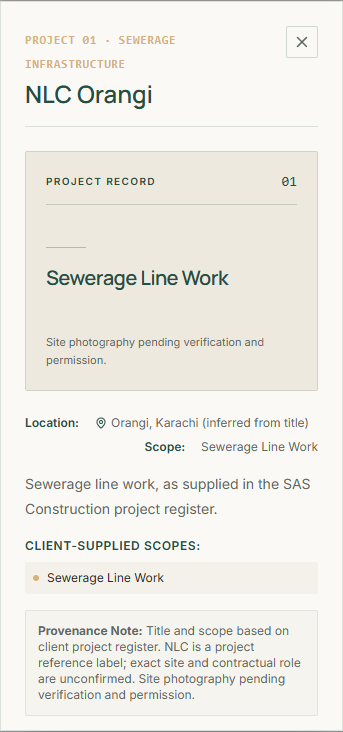 PROJECT 01 · SEWERAGE
INFRASTRUCTURE
NLC Orangi
PROJECT RECORD 01
Sewerage Line Work
Site photography pending verification and
permission.
Location: Orangi, Karachi (inferred from title)
Scope: Sewerage Line Work
Sewerage line work, as supplied in the SAS
Construction project register.
CLIENT-SUPPLIED SCOPES:
Sewerage Line Work
Provenance Note: Title and scope based on
client project register. NLC is a project
reference label; exact site and contractual role
are unconfirmed. Site photography pending
verification and permission.